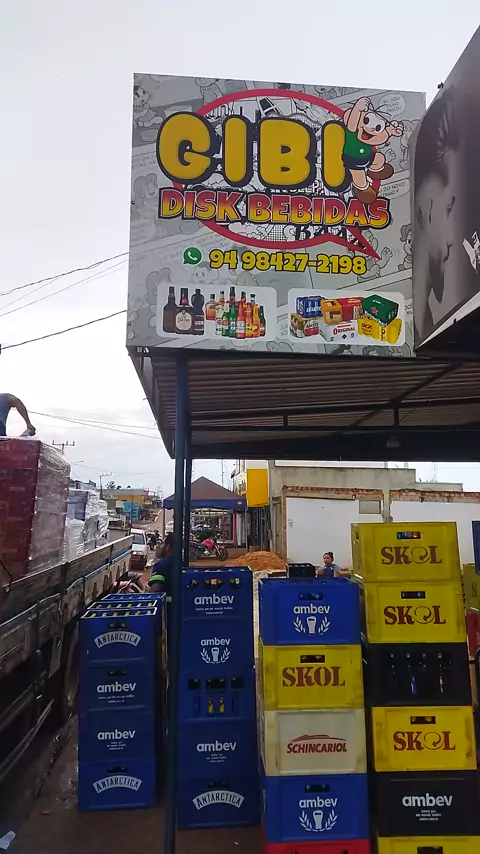 GIBI
DISK BEBIDAS
94 98427-2198
ORIGINAL
SKOL
SKOL
SKOL
ambev
ambev
SKOL
SCHINCARIOL
ambev
ambev
ambev
ambev
ANTARCTICA
ANTARCTICA
ambev
ambev
ANTARCTICA